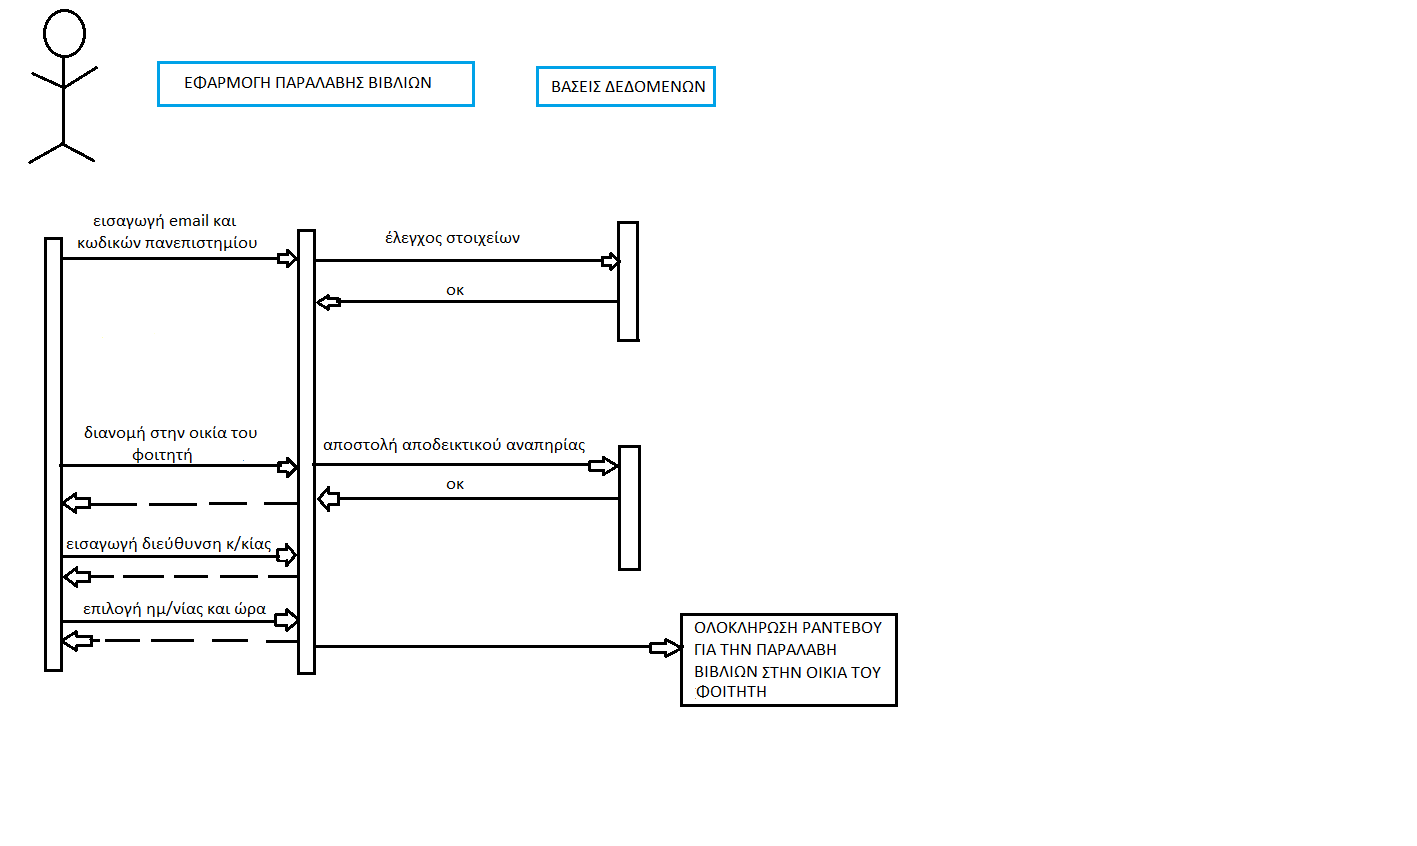 ΕΦΑΡΜΟΓΗ ΠΑΡΑΛΑΒΗΣ ΒΙΒΛΙΩΝ
ΒΑΣΕΙΣ ΔΕΔΟΜΕΝΩΝ
εισαγωγή email και
κωδικών πανεπιστημίου
έλεγχος στοιχείων
οκ
διανομή στην οικία του
φοιτητή
αποστολή αποδεικτικού αναπηρίας
οκ
εισαγωγή διεύθυνση κ/κίας
επιλογή ημ/νίας και ώρα
ΟΛΟΚΛΗΡΩΣΗ ΡΑΝΤΕΒΟΥ
ΓΙΑ ΤΗΝ ΠΑΡΑΛΑΒΗ
ΒΙΒΛΙΩΝ ΣΤΗΝ ΟΙΚΙΑ ΤΟΥ
ΦΟΙΤΗΤΗ